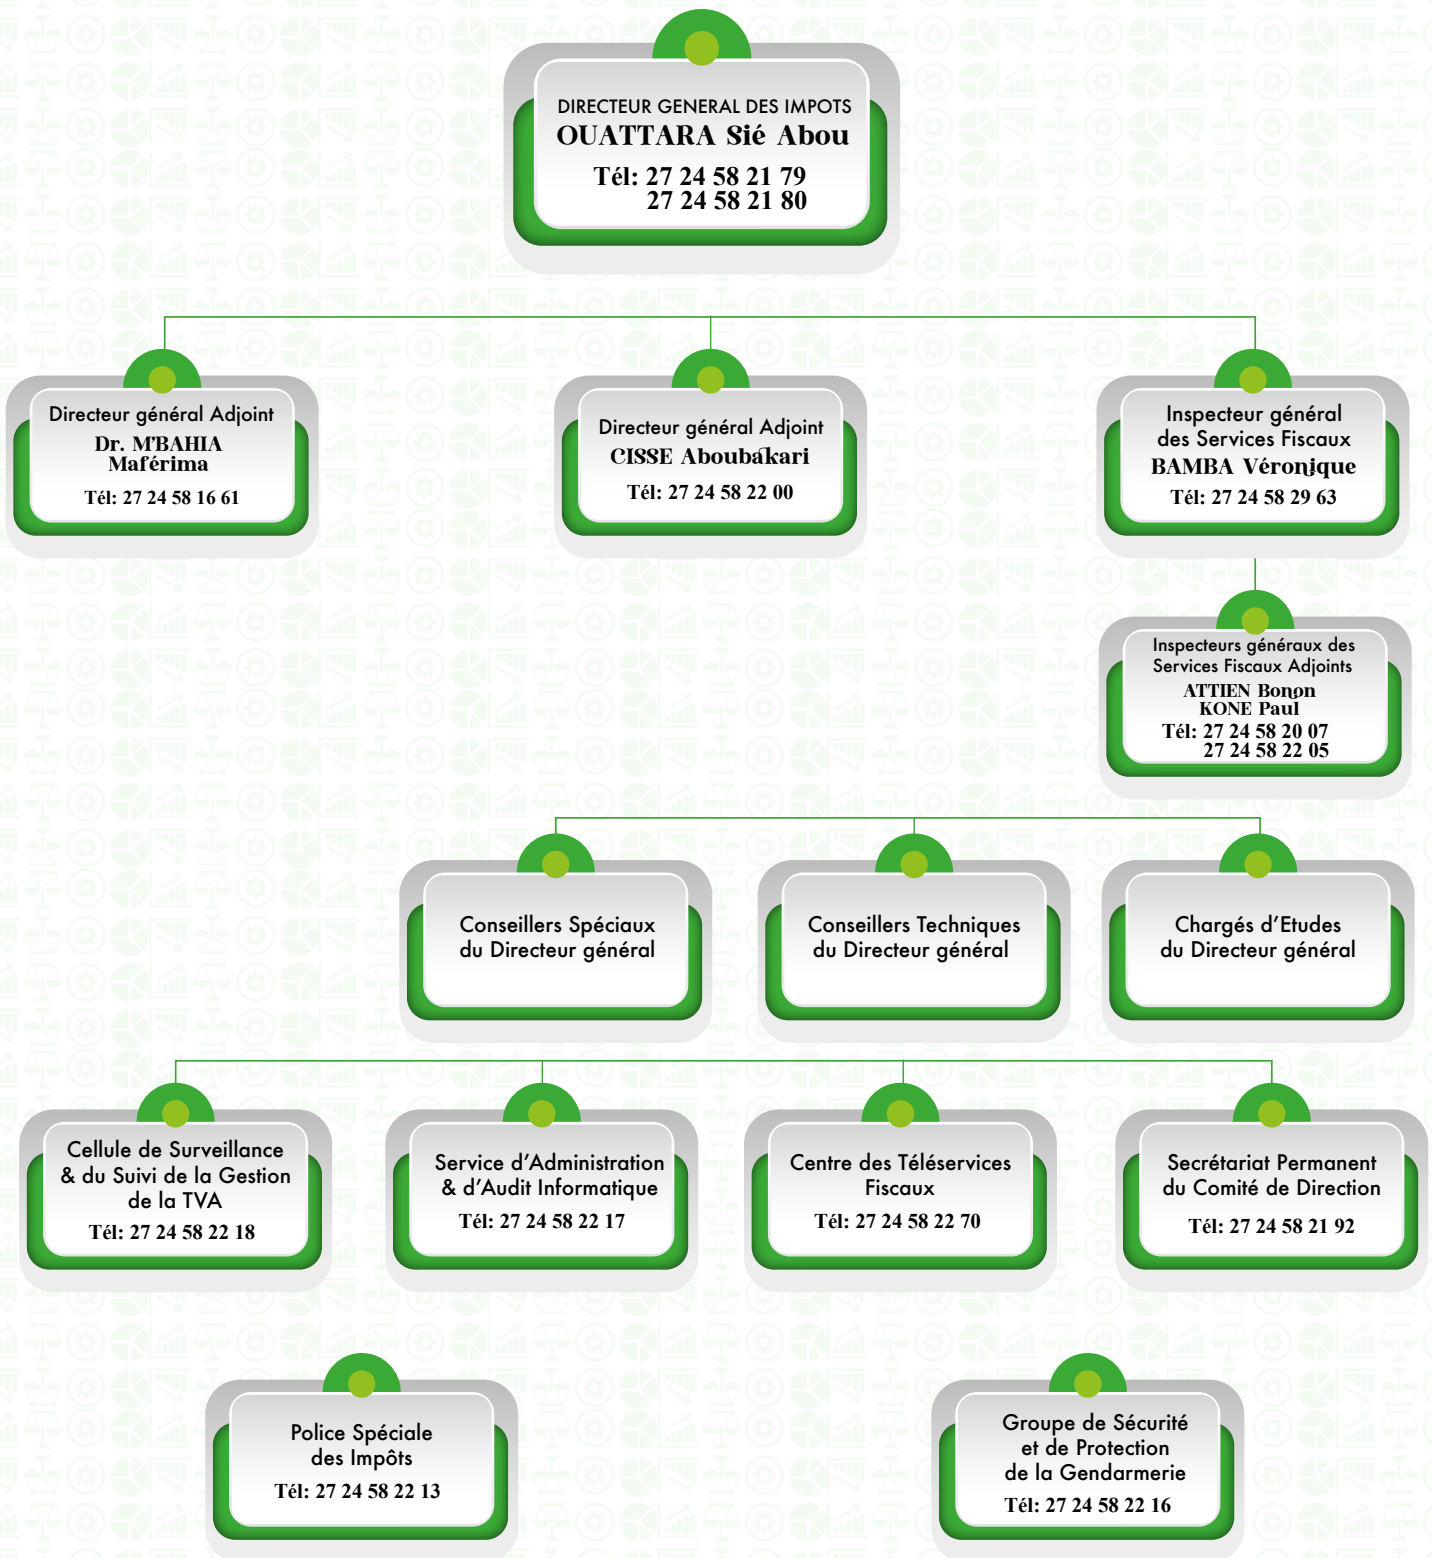 DIRECTEUR GENERAL DES IMPOTS
OUATTARA Sié Abou
Tél: 27 24 58 21 79
27 24 58 21 80
Directeur général Adjoint
Dr. M'BAHIA
Maférima
Tél: 27 24 58 16 61
Directeur général Adjoint
CISSE Aboubakari
Tél: 27 24 58 22 00
Inspecteur général
des Services Fiscaux
BAMBA Véronique
Tél: 27 24 58 29 63
Inspecteurs généraux des
Services Fiscaux Adjoints
ATTIEN Bonon
KONE Paul
Tél: 27 24 58 20 07
27 24 58 22 05
Conseillers Spéciaux
du Directeur général
Conseillers Techniques
du Directeur général
Chargés d'Etudes
du Directeur général
Cellule de Surveillance
& du Suivi de la Gestion
de la TVA
Tél: 27 24 58 22 18
Service d'Administration
& d'Audit Informatique
Tél: 27 24 58 22 17
Centre des Téléservices
Fiscaux
Tél: 27 24 58 22 70
Secrétariat Permanent
du Comité de Direction
Tél: 27 24 58 21 92
Police Spéciale
des Impôts
Tél: 27 24 58 22 13
Groupe de Sécurité
et de Protection
de la Gendarmerie
Tél: 27 24 58 22 16